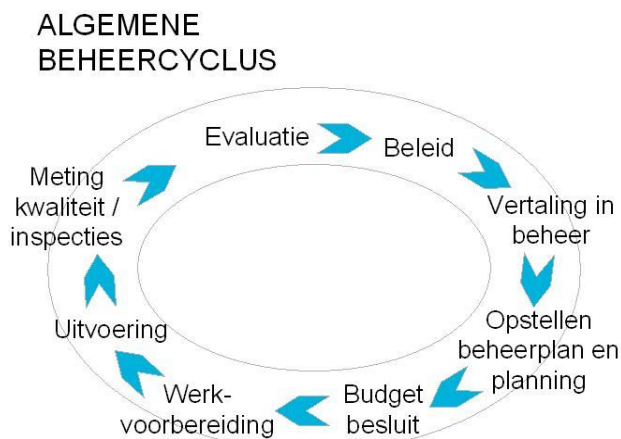 ALGEMENE
BEHEERCYCLUS
Evaluatie
Beleid
Vertaling in
beheer
Opstellen
beheerplan en
planning
Budget
besluit
Werk-
voorbereiding
Uitvoering
Meting
kwaliteit /
inspecties